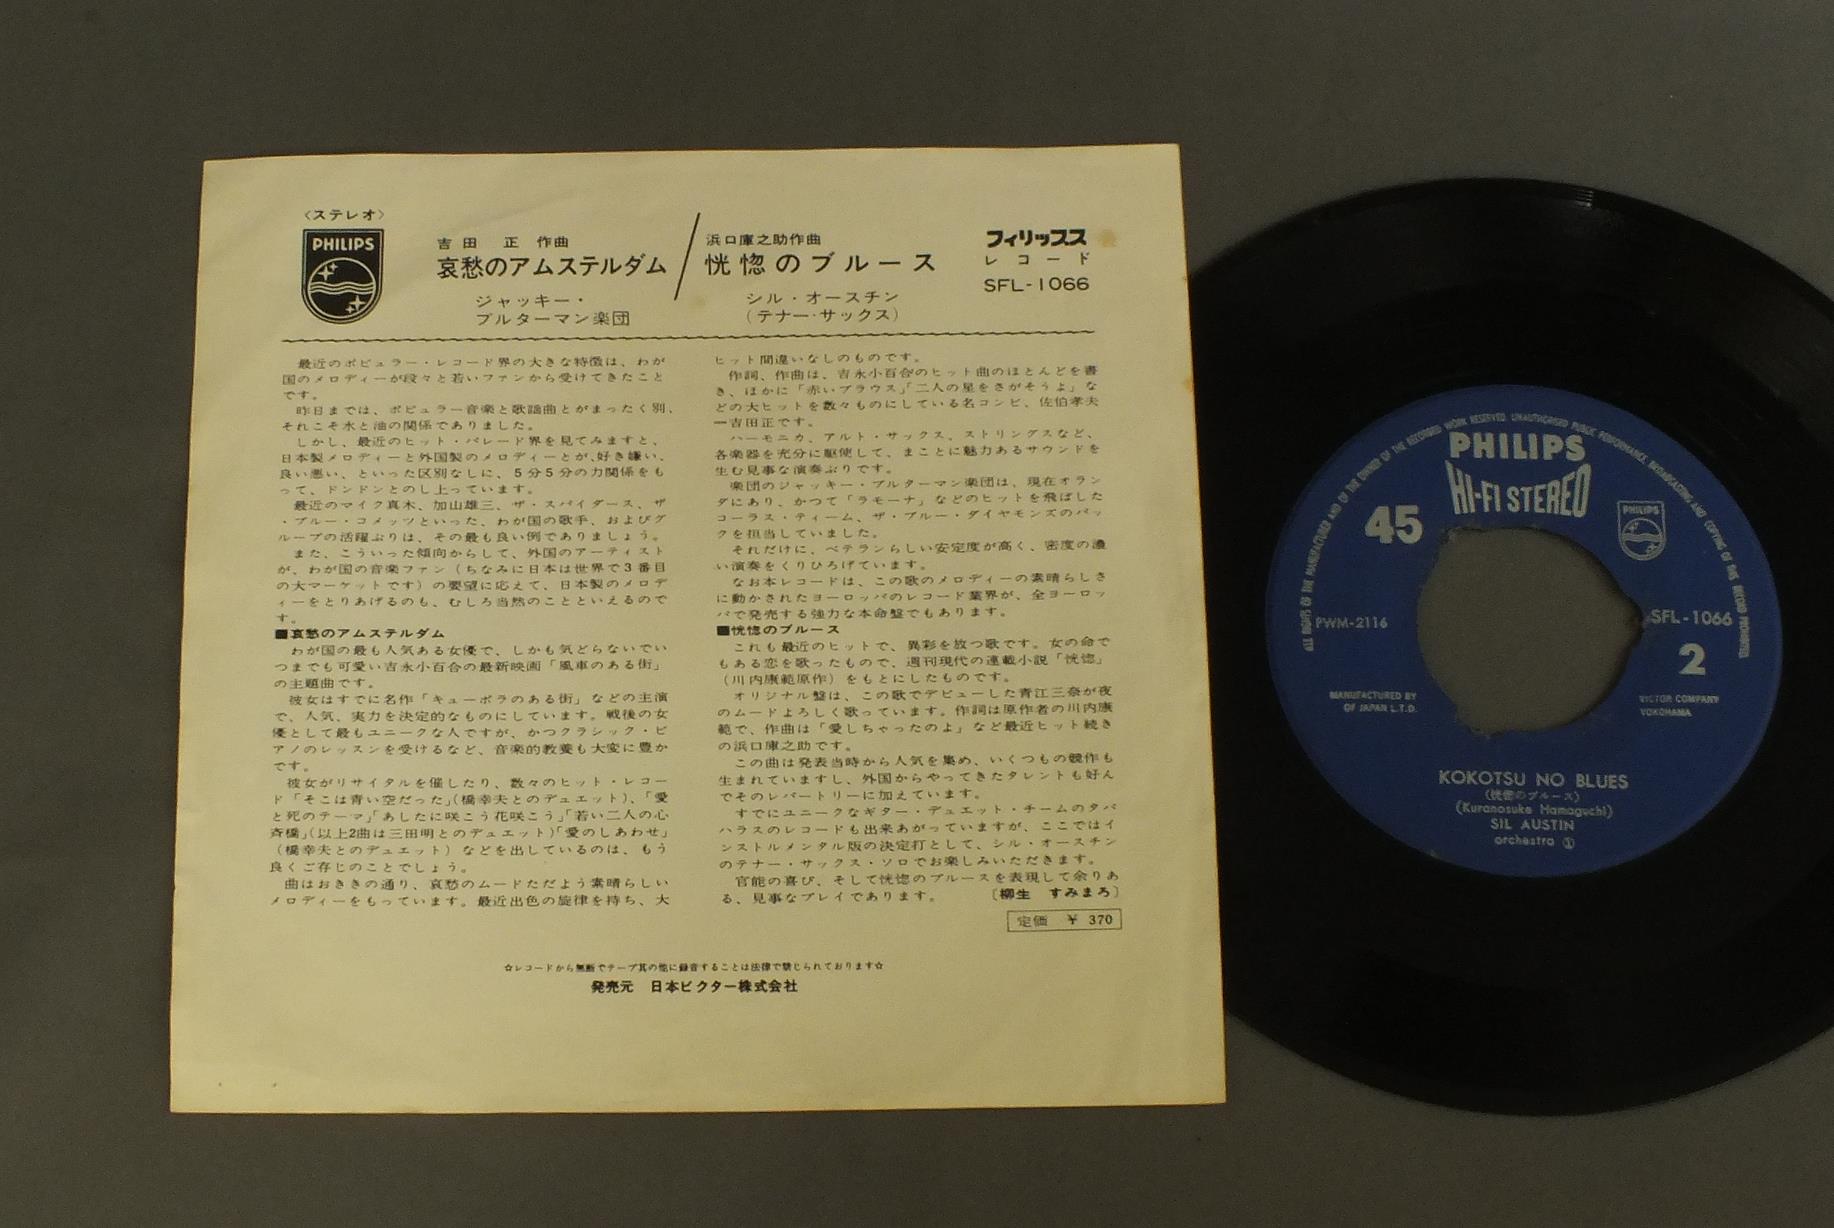 〈ステレオ〉
PHILIPS
吉田 正 作曲
哀愁のアムステルダム
ジャッキー・
ブルターマン楽団
浜口庫之助作曲
恍惚のブルース
シル・オースチン
(テナー・サックス)
フィリップス
レコード
SFL-1066
最近のポピュラー・レコード界の大きな特徴は、わが
国のメロディーが段々と若いファンから受けてきたこと
です。
昨日までは、ポピュラー音楽と歌謡曲とがまったく別、
それこそ水と油の関係でありました。
しかし、最近のヒット・パレード界を見てみますと、
日本製メロディーと外国製のメロディーとが、好き嫌い、
良い悪い、といった区別なしに、5分5分の力関係をも
って、ドンドンとのし上っています。
最近のマイク真木、加山雄三、ザ・スパイダース、ザ
・ブルー・コメッツといった、わが国の歌手、およびグ
ループの活躍ぶりは、その最も良い例でありましょう。
また、こういった傾向からして、外国のアーティスト
が、わが国の音楽ファン（ちなみに日本は世界で3番目
の大マーケットです）の要望に応えて、日本製のメロデ
ィーをとりあげるのも、むしろ当然のことといえるので
す。
■哀愁のアムステルダム
わが国の最も人気ある女優で、しかも気どらないでい
つまでも可愛い吉永小百合の最新映画「風車のある街」
の主題曲です。
彼女はすでに名作「キューポラのある街」などの主演
で、人気、実力を決定的なものにしています。戦後の女
優として最もユニークな人ですが、かつクラシック・ピ
アノのレッスンを受けるなど、音楽的教養も大変に豊か
です。
彼女がリサイタルを催したり、数々のヒット・レコー
ド「そこは青い空だった」(橋幸夫とのデュエット)、「愛
と死のテーマ」「あしたに咲こう花咲こう」「若い二人の心
斉橋」(以上2曲は三田明とのデュエット)「愛のしあわせ」
（橋幸夫とのデュエット）などを出しているのは、もう
良くご存じのことでしょう。
曲はおききの通り、哀愁のムードただよう素晴らしい
メロディーをもっています。最近出色の旋律を持ち、大
ヒット間違いなしのものです。
作詞、作曲は、吉永小百合のヒット曲のほとんどを書
き、ほかに「赤いブラウス」「二人の星をさがそうよ」な
どの大ヒットを数々ものにしている名コンビ、佐伯孝夫
—吉田正です。
ハーモニカ、アルト・サックス、ストリングスなど、
各楽器を充分に駆使して、まことに魅力あるサウンドを
生む見事な演奏ぶりです。
楽団のジャッキー・ブルターマン楽団は、現在オラン
ダにあり、かつて「ラモーナ」などのヒットを飛ばした
コーラス・ティーム、ザ・ブルー・ダイヤモンズのバッ
クを担当していました。
それだけに、ベテランらしい安定度が高く、密度の濃
い演奏をくりひろげています。
なお本レコードは、この歌のメロディーの素晴らしさ
に動かされたヨーロッパのレコード業界が、全ヨーロッ
パで発売する強力な本命盤でもあります。
■恍惚のブルース
これも最近のヒットで、異彩を放つ歌です。女の命で
もある恋を歌ったもので、週刊現代の連載小説「恍惚」
（川内康範原作）をもとにしたものです。
オリジナル盤は、この歌でデビューした青江三奈が夜
のムードよろしく歌っています。作詞は原作者の川内康
範で、作曲は「愛しちゃったのよ」など最近ヒット続き
の浜口庫之助です。
この曲は発表当時から人気を集め、いくつもの競作も
生まれていますし、外国からやってきたタレントも好ん
でそのレパートリーに加えています。
すでにユニークなギター・デュエット・チームのタバ
ハラスのレコードも出来あがっていますが、ここではイ
ンストルメンタル版の決定打として、シル・オースチン
のテナー・サックス・ソロでお楽しみいただきます。
官能の喜び、そして恍惚のブルースを表現して余りあ
る、見事なプレイであります。 〔柳生 すみまろ〕
定価 ￥ 370
☆レコードから無断でテープ其の他に録音することは法律で禁じられております☆
発売元 日本ビクター株式会社
ALL RIGHTS OF THE MANUFACTURER AND OF THE OWNER OF THE RECORDED WORK RESERVED. UNAUTHORISED PUBLIC PERFORMANCE, BROADCASTING AND COPYING OF THIS RECORD PROHIBITED
PHILIPS
HI-FI STEREO
45
PHILIPS
PWM-2116
SFL-1066
2
MANUFACTURED BY VICTOR COMPANY
OF JAPAN L.T.D. YOKOHAMA
KOKOTSU NO BLUES
(恍惚のブルース)
(Kuranosuke Hamaguchi)
SIL AUSTIN
orchestra ①